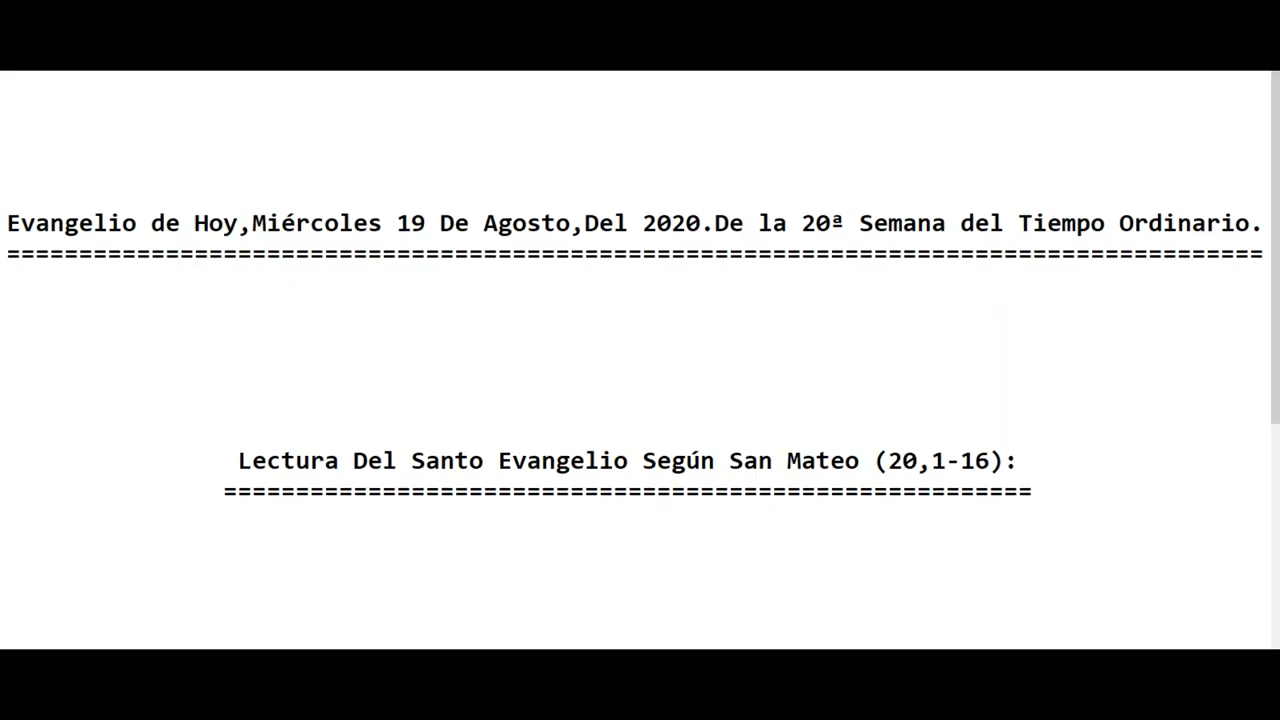 Evangelio de Hoy,Miércoles 19 De Agosto,Del 2020.De la 20ª Semana del Tiempo Ordinario.
=======================================================================================
Lectura Del Santo Evangelio Según San Mateo (20,1-16):
========================================================